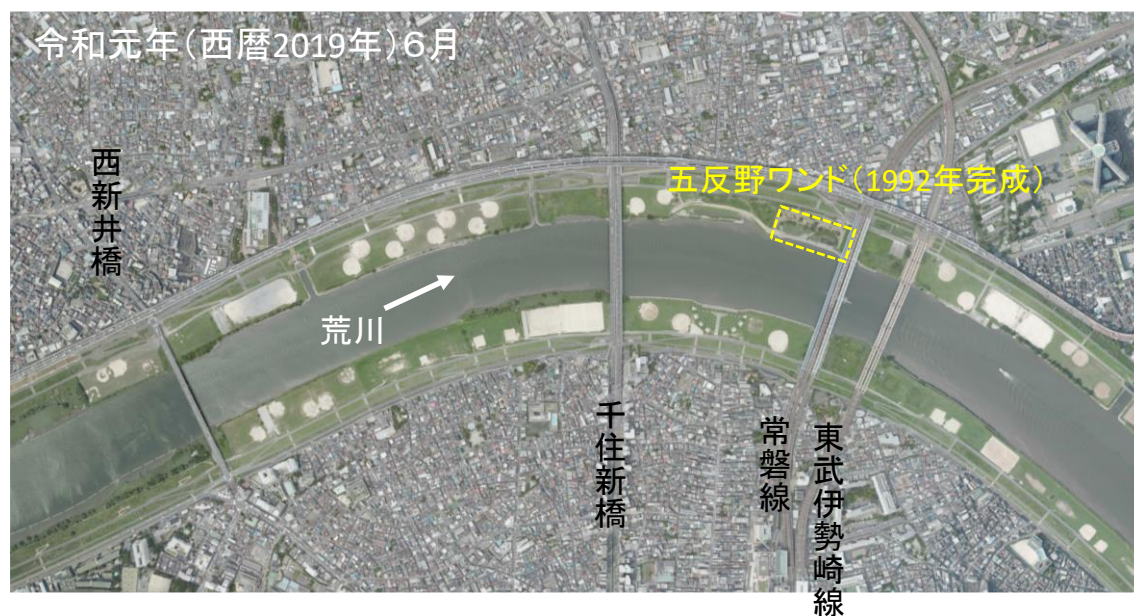 令和元年(西暦2019年)6月
西新井橋
五反野ワンド(1992年完成)
荒川
千住新橋
常磐線
東武伊勢崎線